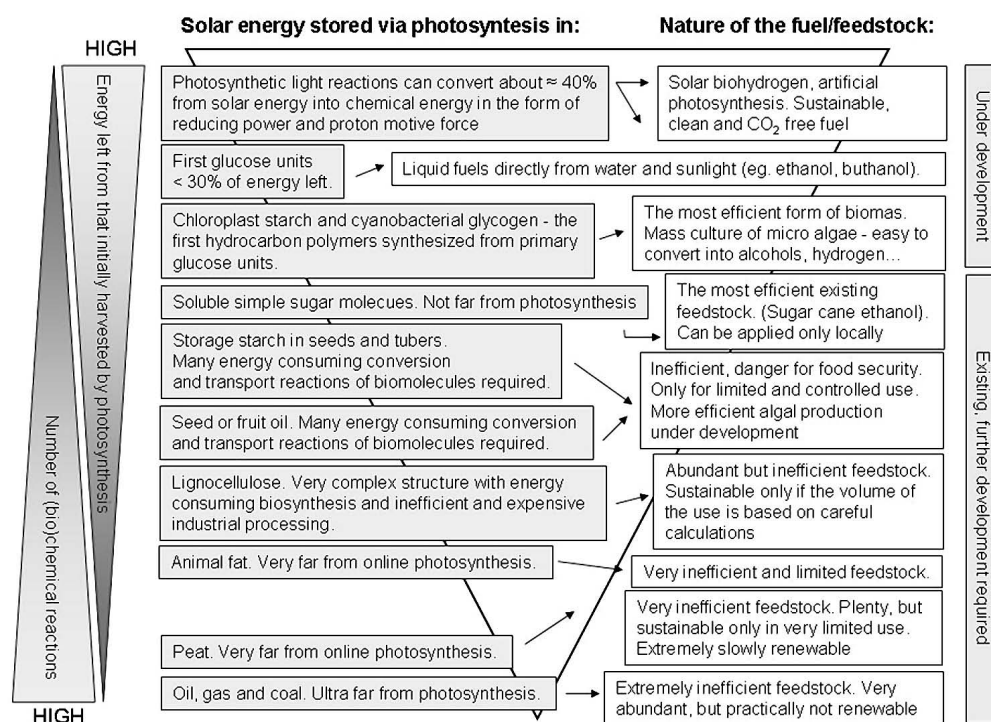 Solar energy stored via photosyntesis in:
Nature of the fuel/feedstock:
HIGH
Energy left from that initially harvested by photosynthesis
Number of (bio)chemical reactions
HIGH
Photosynthetic light reactions can convert about ≈ 40%
from solar energy into chemical energy in the form of
reducing power and proton motive force
Solar biohydrogen, artificial
photosynthesis. Sustainable,
clean and CO₂ free fuel
First glucose units
< 30% of energy left.
Liquid fuels directly from water and sunlight (eg. ethanol, buthanol).
Chloroplast starch and cyanobacterial glycogen - the
first hydrocarbon polymers synthesized from primary
glucose units.
The most efficient form of biomas.
Mass culture of micro algae - easy to
convert into alcohols, hydrogen...
Soluble simple sugar molecues. Not far from photosynthesis
The most efficient existing
feedstock. (Sugar cane ethanol).
Can be applied only locally
Storage starch in seeds and tubers.
Many energy consuming conversion
and transport reactions of biomolecules required.
Inefficient, danger for food security.
Only for limited and controlled use.
More efficient algal production
under development
Seed or fruit oil. Many energy consuming conversion
and transport reactions of biomolecules required.
Lignocellulose. Very complex structure with energy
consuming biosynthesis and inefficient and expensive
industrial processing.
Abundant but inefficient feedstock.
Sustainable only if the volume of
the use is based on careful
calculations
Animal fat. Very far from online photosynthesis.
Very inefficient and limited feedstock.
Peat. Very far from online photosynthesis.
Very inefficient feedstock. Plenty, but
sustainable only in very limited use.
Extremely slowly renewable
Oil, gas and coal. Ultra far from photosynthesis.
Extremely inefficient feedstock. Very
abundant, but practically not renewable
Under development
Existing, further development required